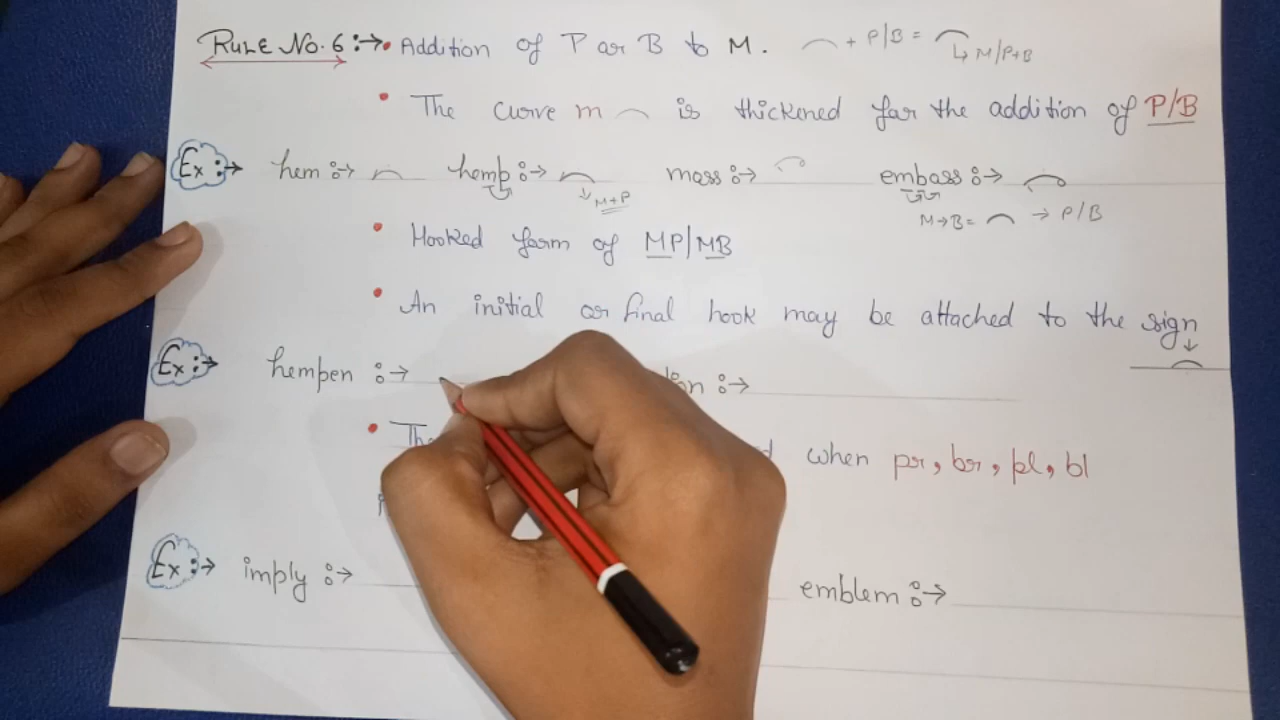 RULE No. 6 :→ • Addition of P or B to M. + P/B = ↳ M/P+B
• The curve m is thickened for the addition of P/B
Ex :→ hem :→ hemp :→ mass :→ embass :→
↓ M+P M→B = → P/B
• Hooked form of MP/MB
• An initial or final hook may be attached to the sign
Ex :→ hempen :→ :→
• when pr, br, pl, bl
Ex :→ imply :→ emblem :→